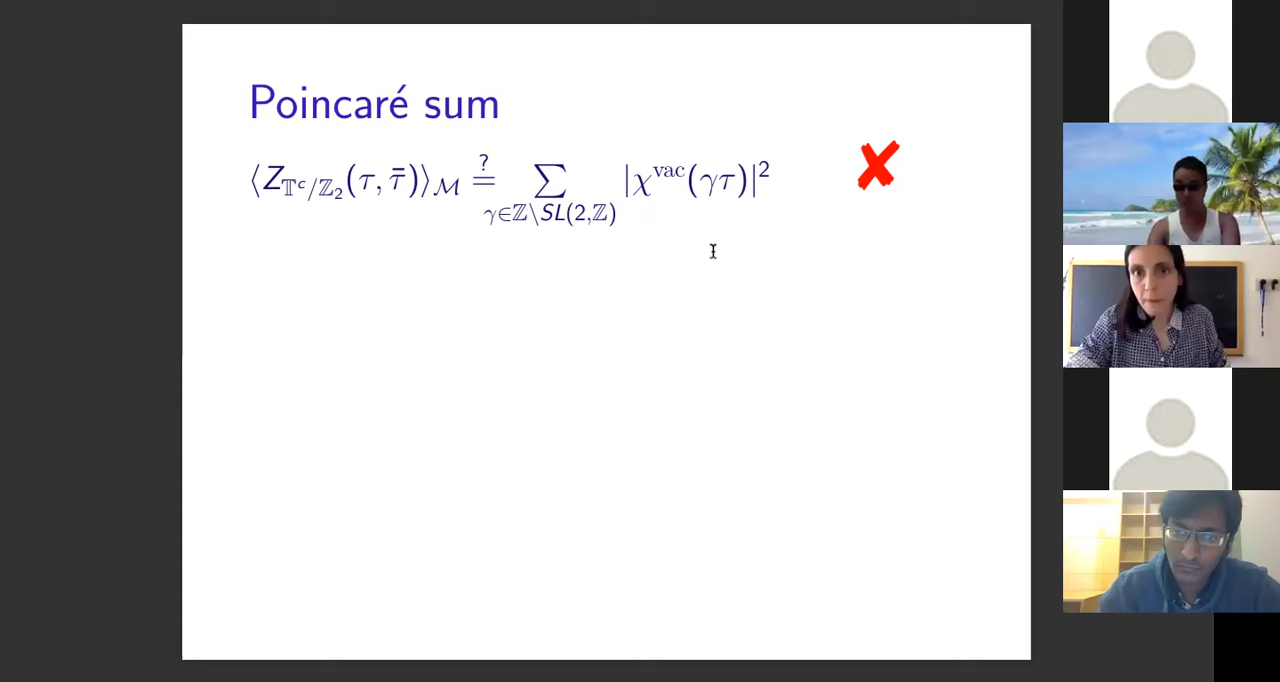 Poincaré sum
⟨Z_{𝕋^c/ℤ_2}(τ, τ̄)⟩_ℳ ≟ ∑_{γ∈ℤ\SL(2,ℤ)} |χ^{vac}(γτ)|^2 ✘